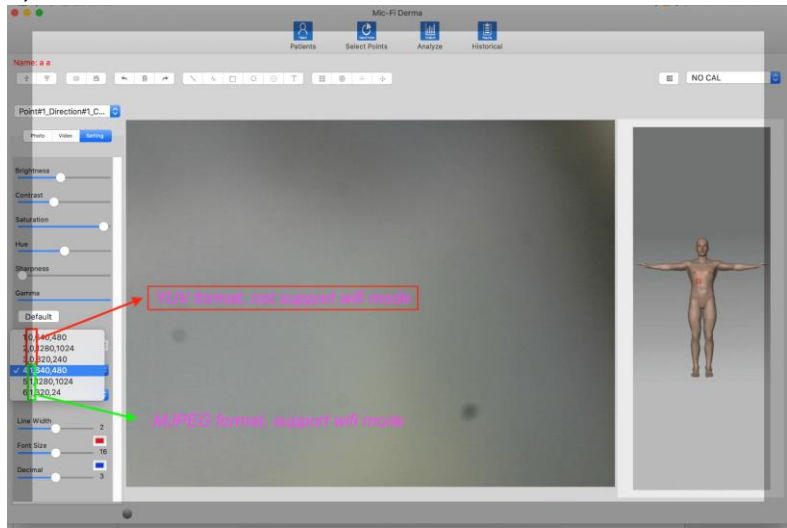 Mic-Fi Derma
Patients
Select Points
Analyze
Historical
Name: a a
T
NO CAL
Point#1_Direction#1_C...
Photo
Video
Setting
Brightness
Contrast
Saturation
Hue
Sharpness
Gamma
YUV format, not support wifi mode
Default
1,0,640,480
2,0,1280,1024
3,0,320,240
✓ 4,1,640,480
5,1,1280,1024
6,1,320,24
MJPEG format, support wifi mode
Line Width
2
Font Size
16
Decimal
3